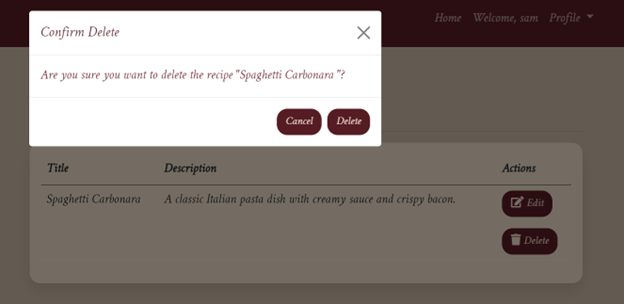 Home Welcome, sam Profile
Confirm Delete
Are you sure you want to delete the recipe "Spaghetti Carbonara "?
Cancel Delete
Title Description Actions
Spaghetti Carbonara A classic Italian pasta dish with creamy sauce and crispy bacon. Edit
Delete